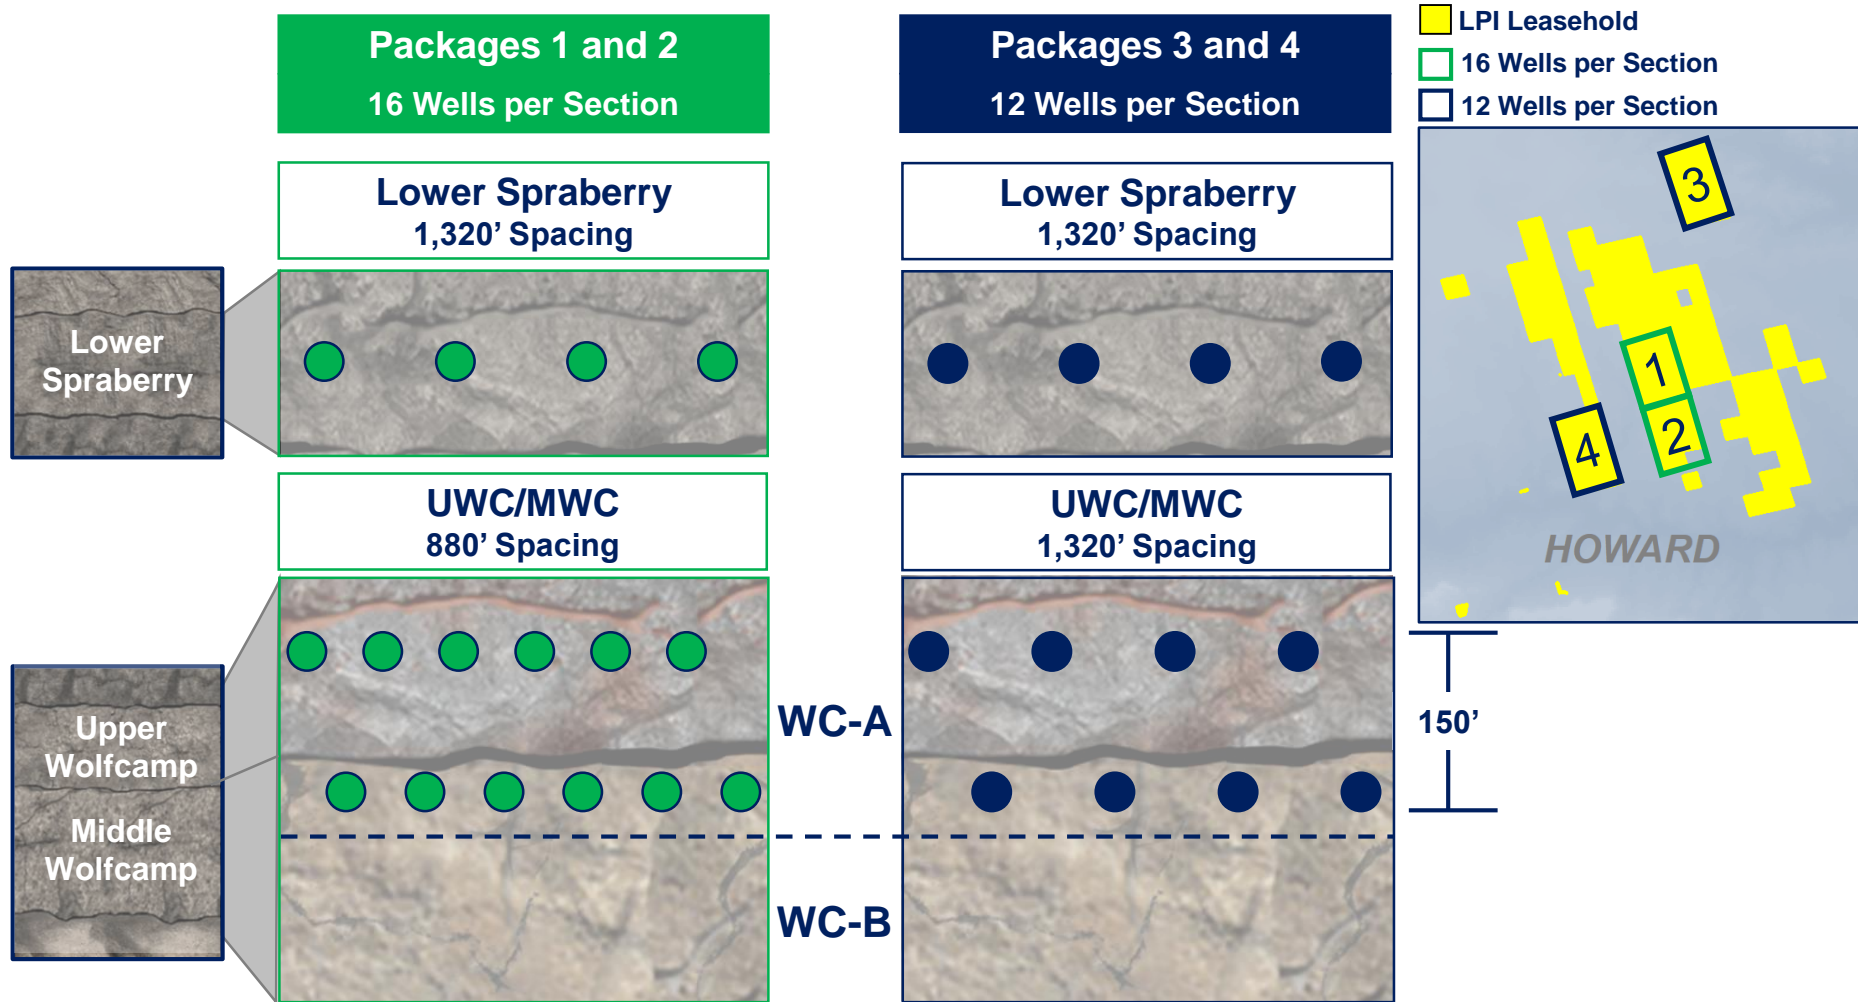 Packages 1 and 2
16 Wells per Section
Packages 3 and 4
12 Wells per Section
LPI Leasehold
16 Wells per Section
12 Wells per Section
Lower Spraberry
1,320’ Spacing
Lower Spraberry
1,320’ Spacing
Lower
Spraberry
3
1
2
4
HOWARD
UWC/MWC
880’ Spacing
UWC/MWC
1,320’ Spacing
Upper
Wolfcamp
Middle
Wolfcamp
WC-A
WC-B
150’